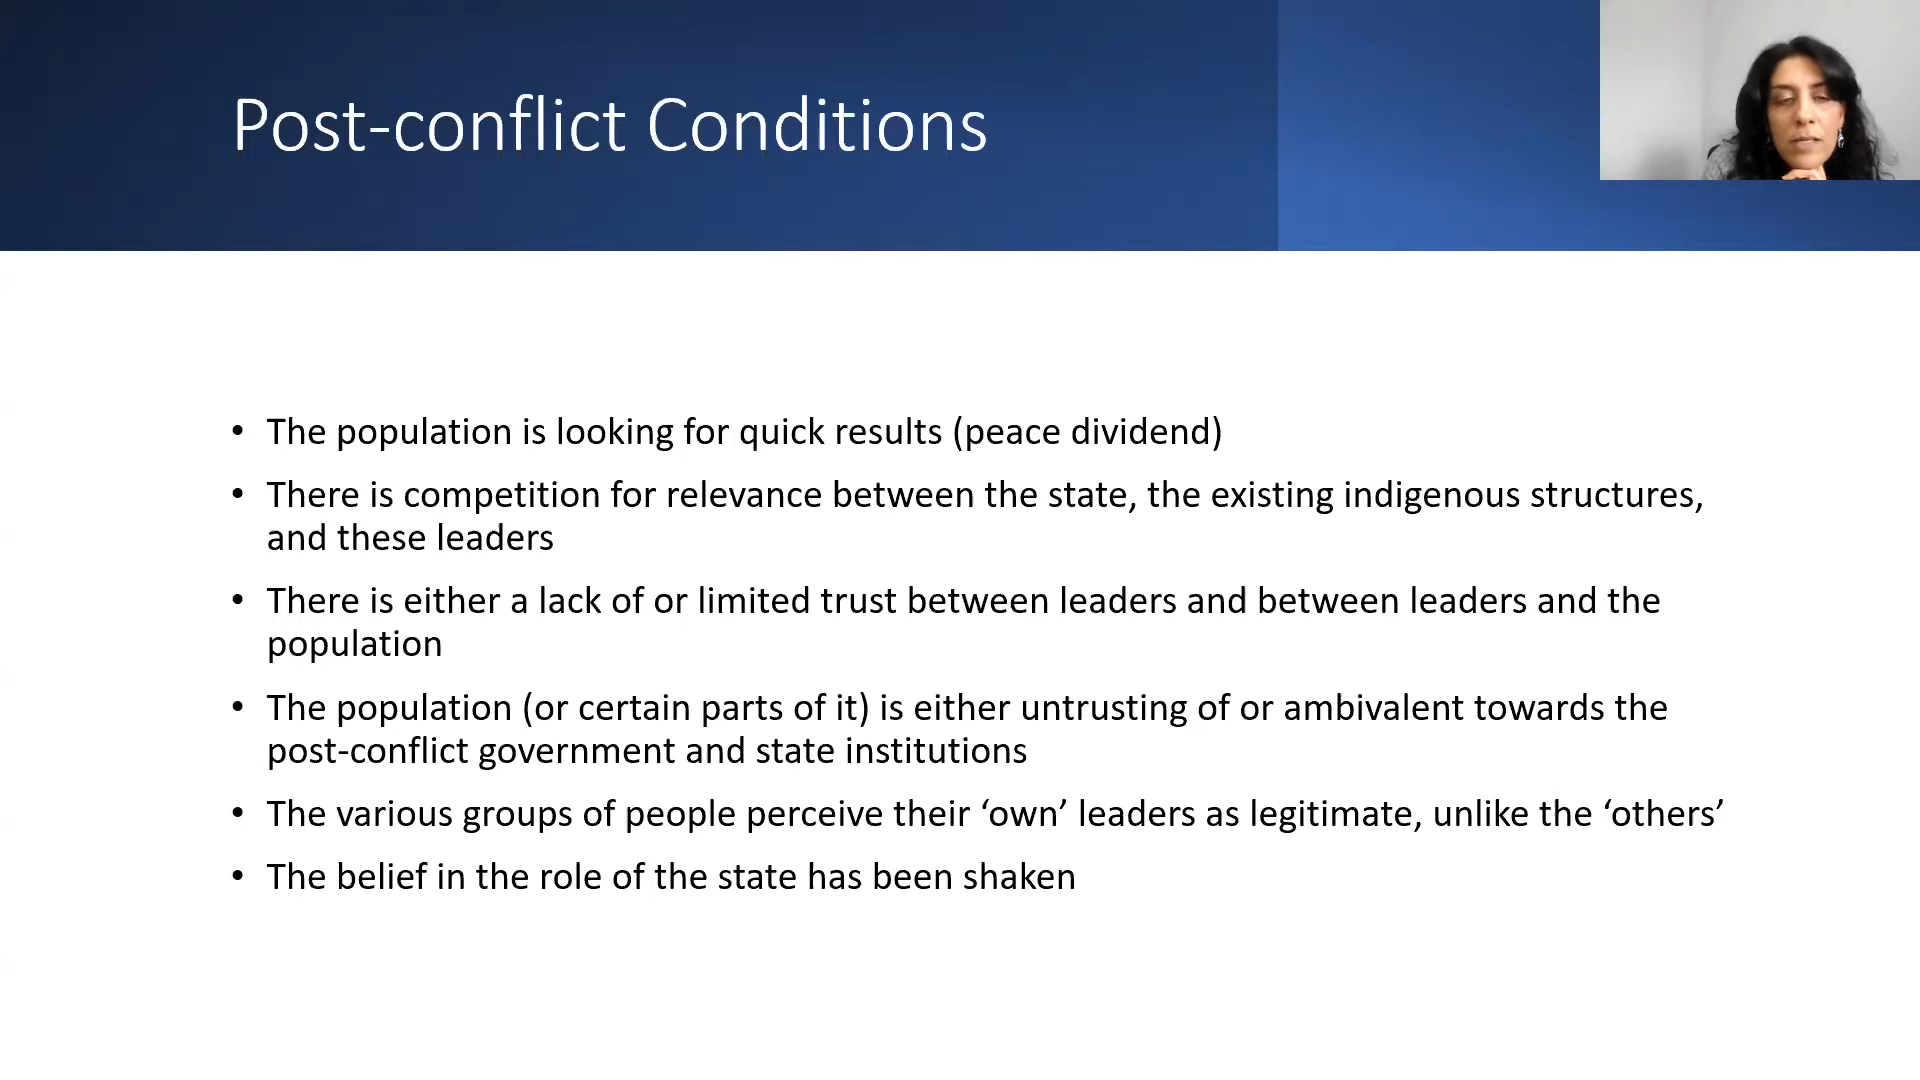 Post-conflict Conditions
• The population is looking for quick results (peace dividend)
• There is competition for relevance between the state, the existing indigenous structures,
and these leaders
• There is either a lack of or limited trust between leaders and between leaders and the
population
• The population (or certain parts of it) is either untrusting of or ambivalent towards the
post-conflict government and state institutions
• The various groups of people perceive their ‘own’ leaders as legitimate, unlike the ‘others’
• The belief in the role of the state has been shaken